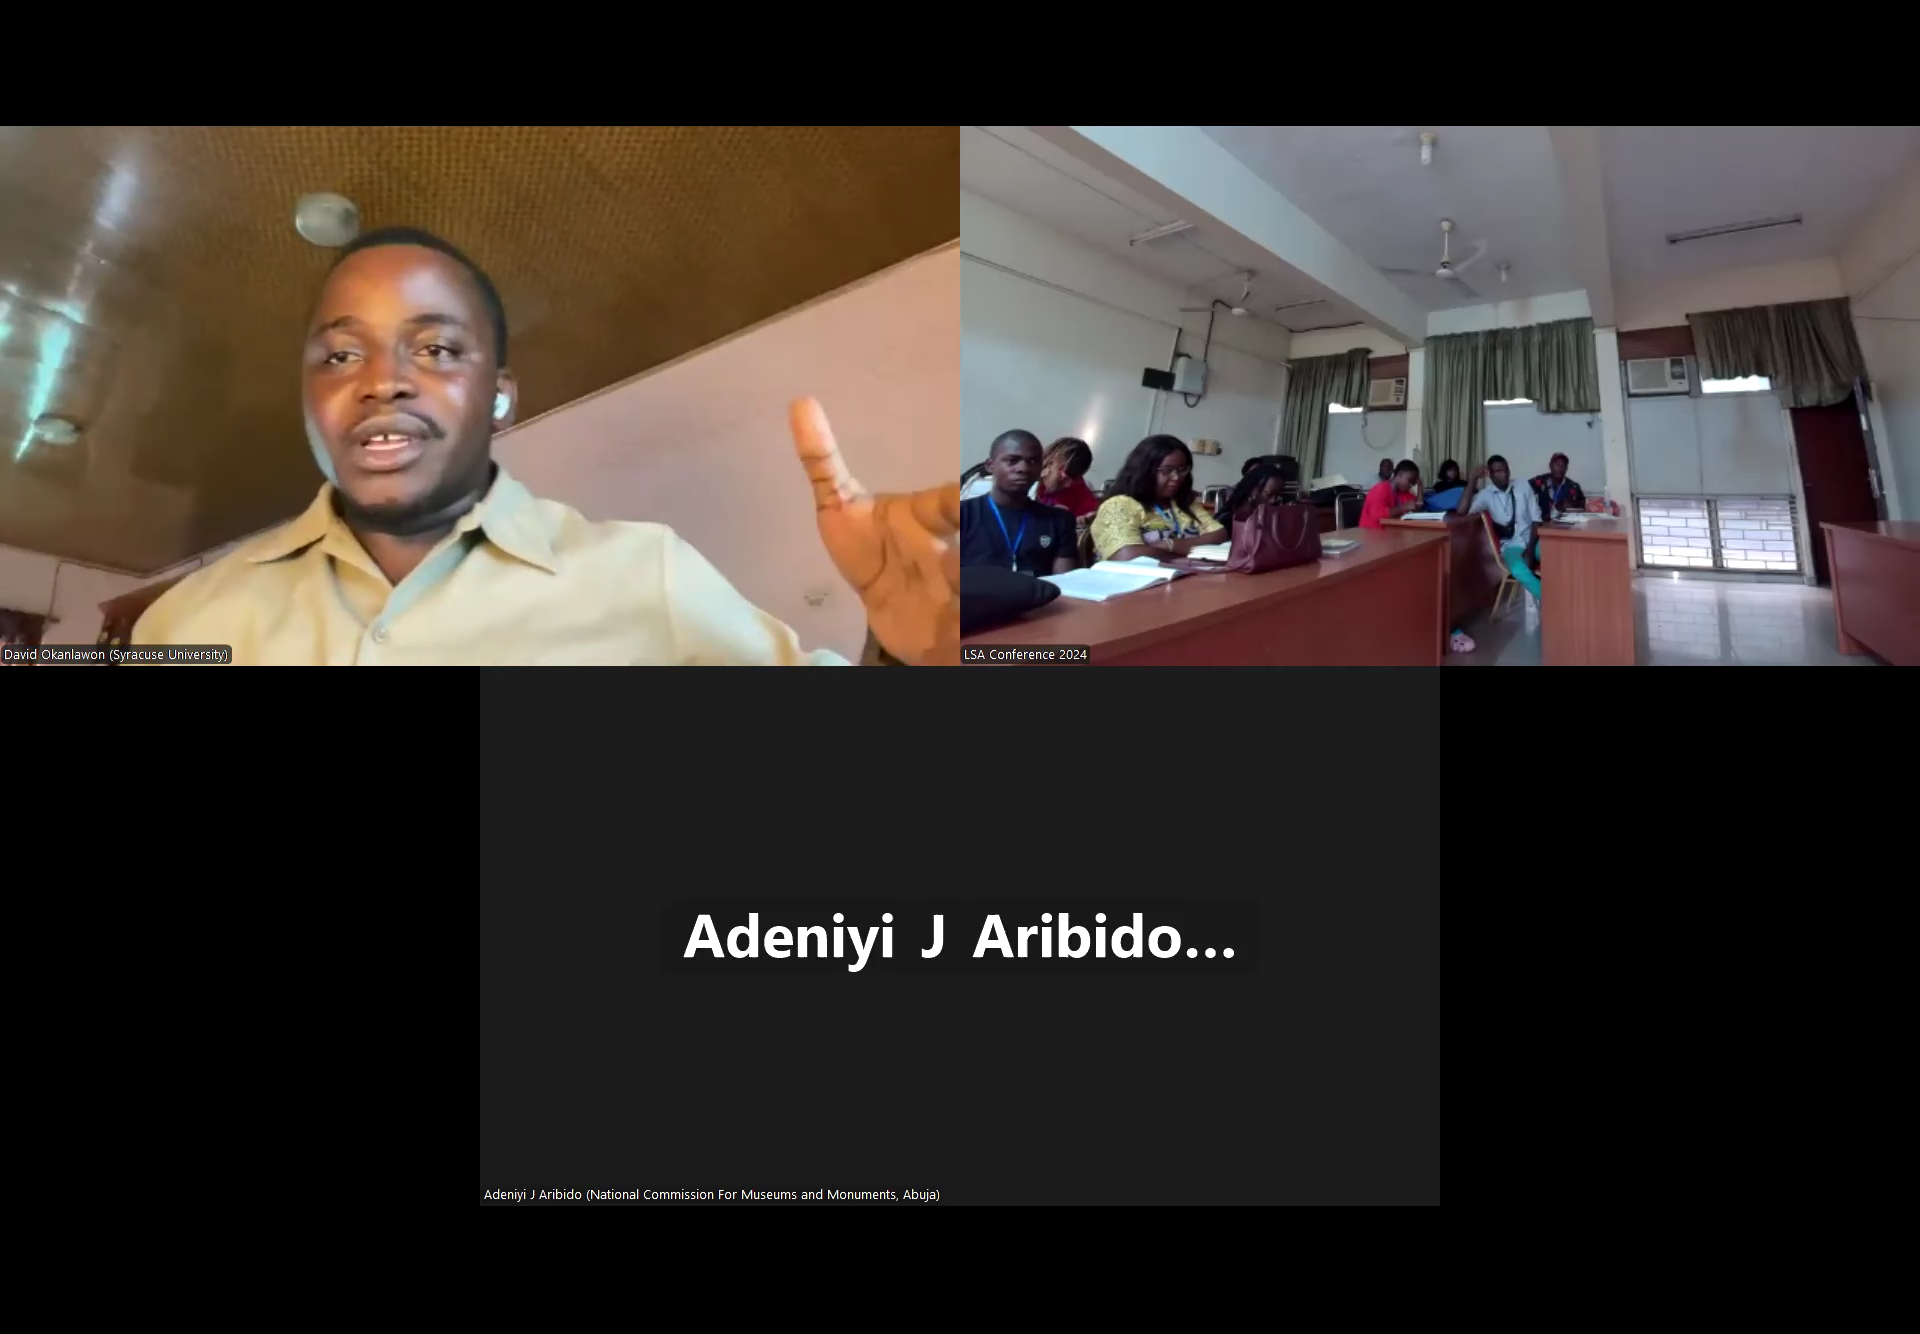 David Okanlawon (Syracuse University)
LSA Conference 2024
Adeniyi J Aribido...
Adeniyi J Aribido (National Commission For Museums and Monuments, Abuja)